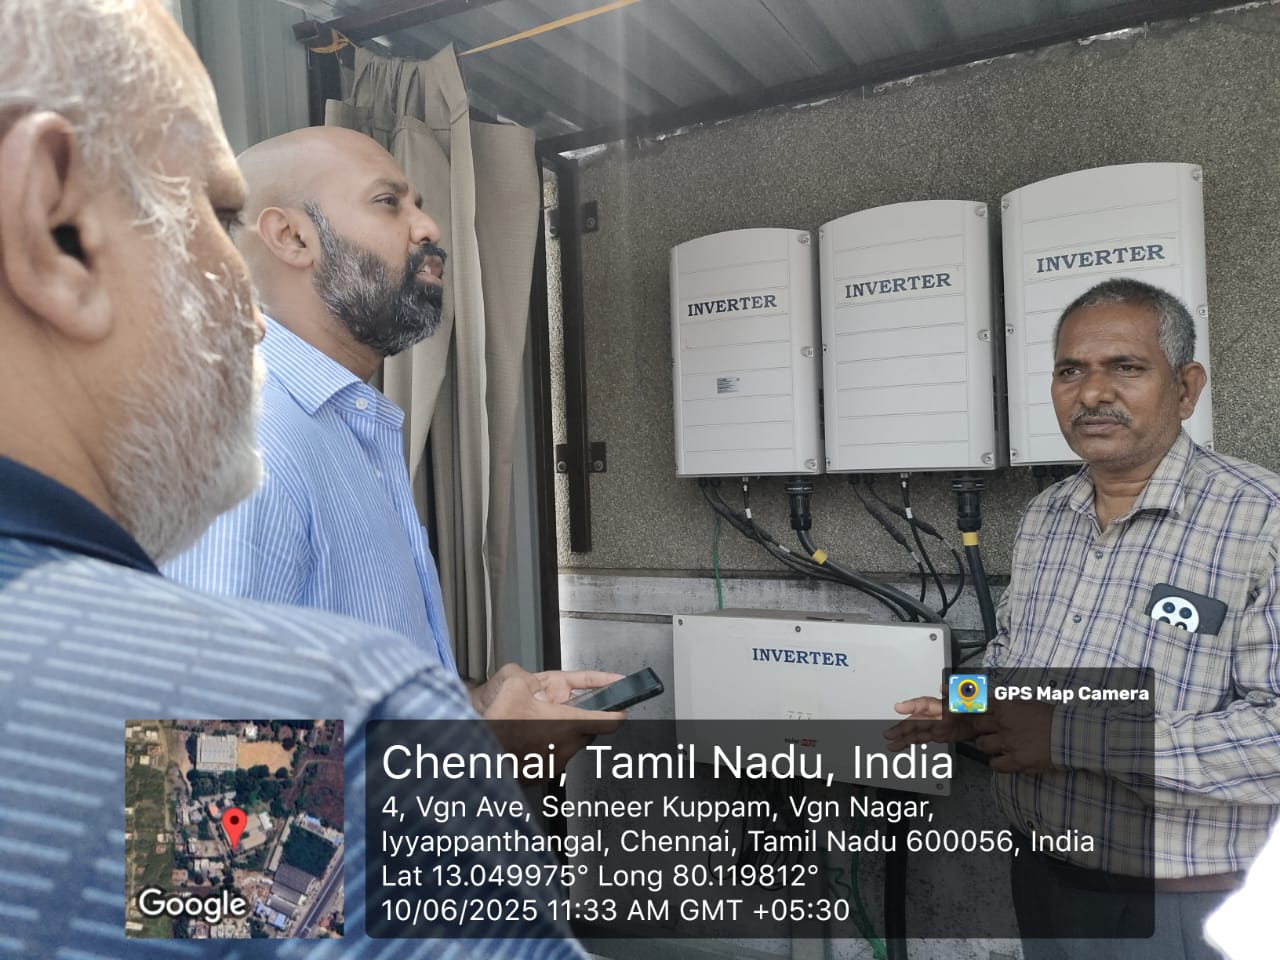 INVERTER
INVERTER
INVERTER
INVERTER
GPS Map Camera
Chennai, Tamil Nadu, India
4, Vgn Ave, Senneer Kuppam, Vgn Nagar,
Iyyappanthangal, Chennai, Tamil Nadu 600056, India
Lat 13.049975° Long 80.119812°
10/06/2025 11:33 AM GMT +05:30
Google